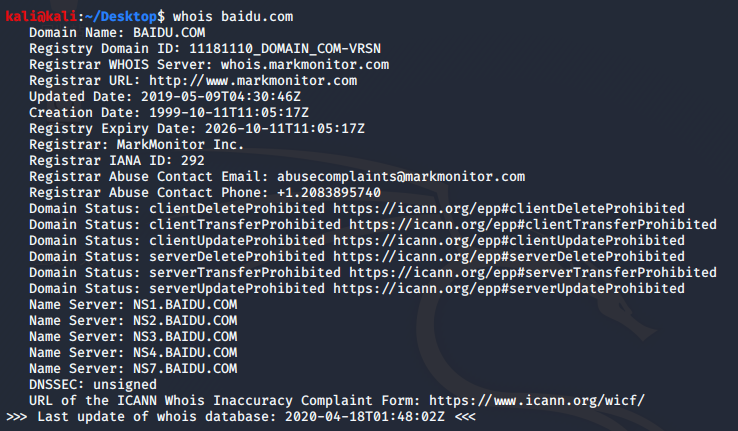 kali@kali:~/Desktop$ whois baidu.com
Domain Name: BAIDU.COM
Registry Domain ID: 11181110_DOMAIN_COM-VRSN
Registrar WHOIS Server: whois.markmonitor.com
Registrar URL: http://www.markmonitor.com
Updated Date: 2019-05-09T04:30:46Z
Creation Date: 1999-10-11T11:05:17Z
Registry Expiry Date: 2026-10-11T11:05:17Z
Registrar: MarkMonitor Inc.
Registrar IANA ID: 292
Registrar Abuse Contact Email: abusecomplaints@markmonitor.com
Registrar Abuse Contact Phone: +1.2083895740
Domain Status: clientDeleteProhibited https://icann.org/epp#clientDeleteProhibited
Domain Status: clientTransferProhibited https://icann.org/epp#clientTransferProhibited
Domain Status: clientUpdateProhibited https://icann.org/epp#clientUpdateProhibited
Domain Status: serverDeleteProhibited https://icann.org/epp#serverDeleteProhibited
Domain Status: serverTransferProhibited https://icann.org/epp#serverTransferProhibited
Domain Status: serverUpdateProhibited https://icann.org/epp#serverUpdateProhibited
Name Server: NS1.BAIDU.COM
Name Server: NS2.BAIDU.COM
Name Server: NS3.BAIDU.COM
Name Server: NS4.BAIDU.COM
Name Server: NS7.BAIDU.COM
DNSSEC: unsigned
URL of the ICANN Whois Inaccuracy Complaint Form: https://www.icann.org/wicf/
>>> Last update of whois database: 2020-04-18T01:48:02Z <<<